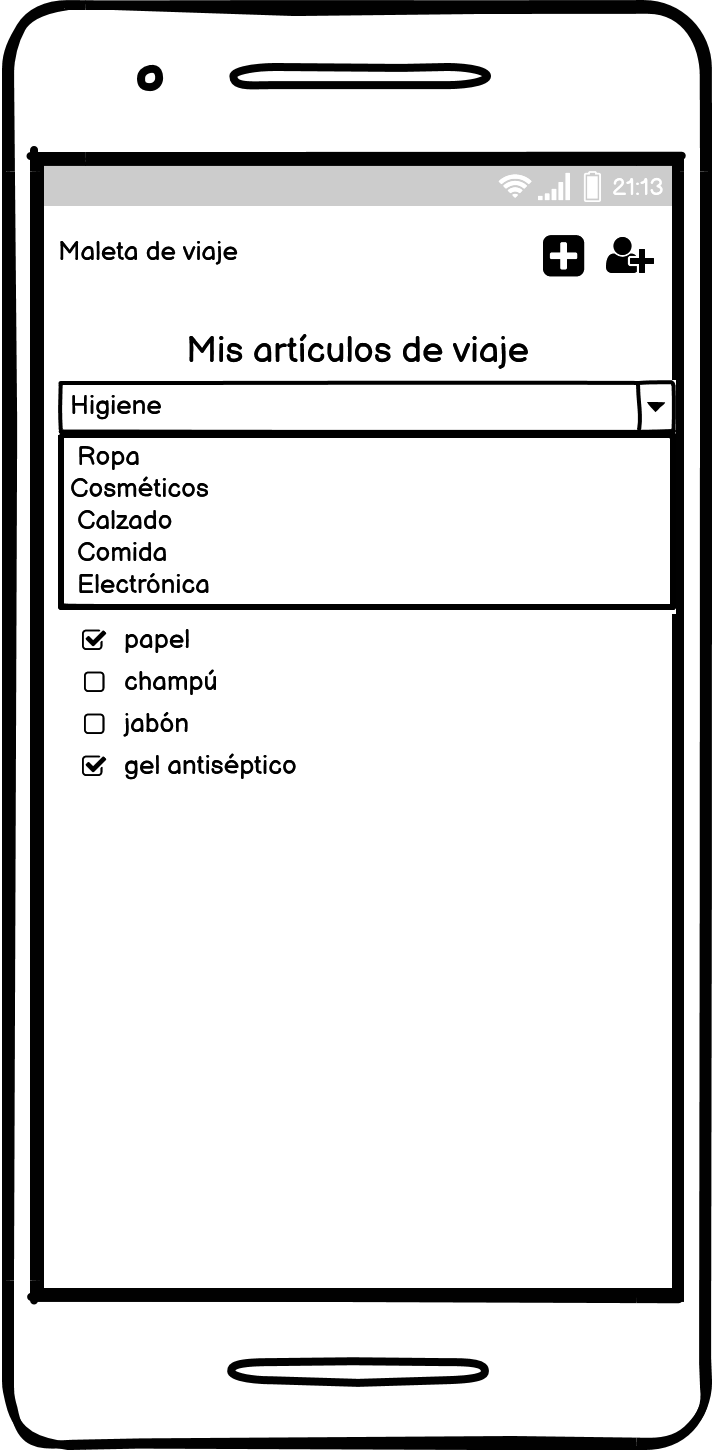 21:13
Maleta de viaje
Mis artículos de viaje
Higiene
Ropa
Cosméticos
Calzado
Comida
Electrónica
papel
champú
jabón
gel antiséptico